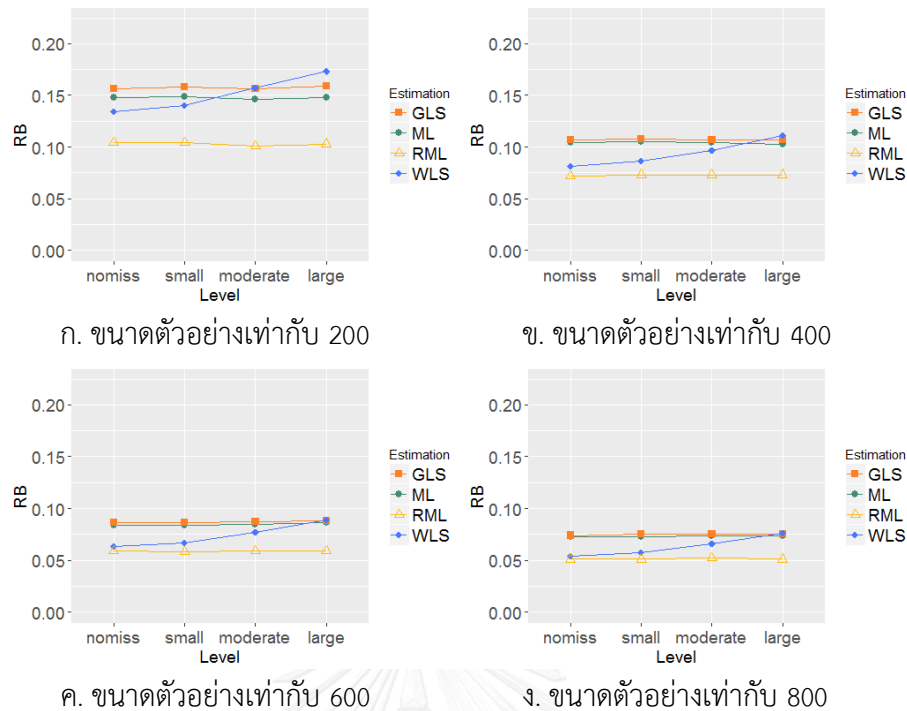 0.20
0.15
0.10
0.05
0.00
RB
nomiss small moderate large
Level
Estimation
GLS
ML
RML
WLS
ก. ขนาดตัวอย่างเท่ากับ 200
0.20
0.15
0.10
0.05
0.00
RB
nomiss small moderate large
Level
Estimation
GLS
ML
RML
WLS
ข. ขนาดตัวอย่างเท่ากับ 400
0.20
0.15
0.10
0.05
0.00
RB
nomiss small moderate large
Level
Estimation
GLS
ML
RML
WLS
ค. ขนาดตัวอย่างเท่ากับ 600
0.20
0.15
0.10
0.05
0.00
RB
nomiss small moderate large
Level
Estimation
GLS
ML
RML
WLS
ง. ขนาดตัวอย่างเท่ากับ 800